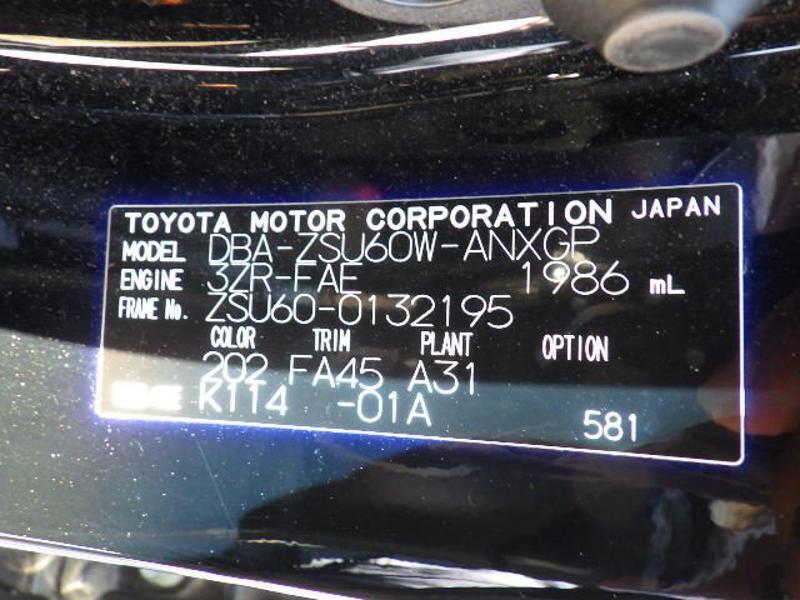 TOYOTA MOTOR CORPORATION JAPAN
MODEL DBA-ZSU60W-ANXGP
ENGINE 3ZR-FAE 1986 mL
FRAME No. ZSU60-0132195
COLOR TRIM PLANT OPTION
202 FA45 A31
K114 -01A
581